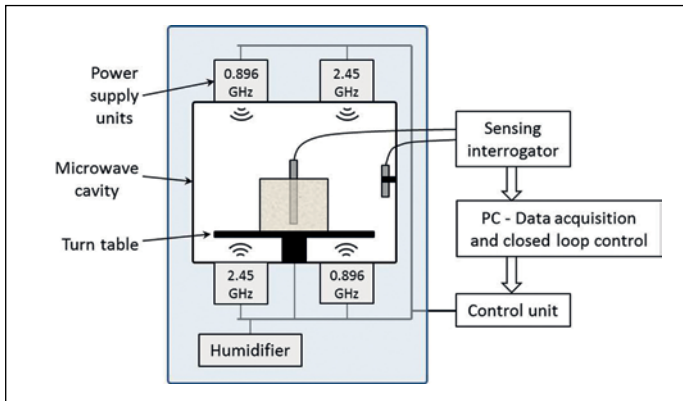 0.896
GHz
2.45
GHz
Power
supply
units
Microwave
cavity
Turn table
Sensing
interrogator
PC - Data acquisition
and closed loop control
2.45
GHz
0.896
GHz
Control unit
Humidifier